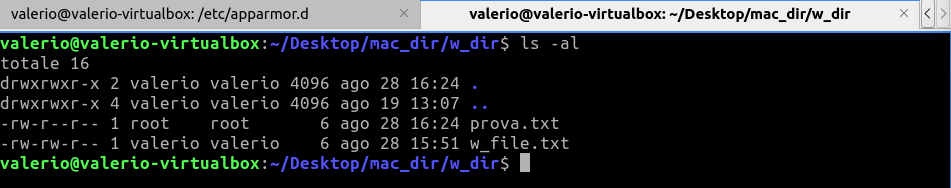 valerio@valerio-virtualbox: /etc/apparmor.d × valerio@valerio-virtualbox: ~/Desktop/mac_dir/w_dir × < >
valerio@valerio-virtualbox:~/Desktop/mac_dir/w_dir$ ls -al
totale 16
drwxrwxr-x 2 valerio valerio 4096 ago 28 16:24 .
drwxrwxr-x 4 valerio valerio 4096 ago 19 13:07 ..
-rw-r--r-- 1 root    root       6 ago 28 16:24 prova.txt
-rw-rw-r-- 1 valerio valerio    6 ago 28 15:51 w_file.txt
valerio@valerio-virtualbox:~/Desktop/mac_dir/w_dir$